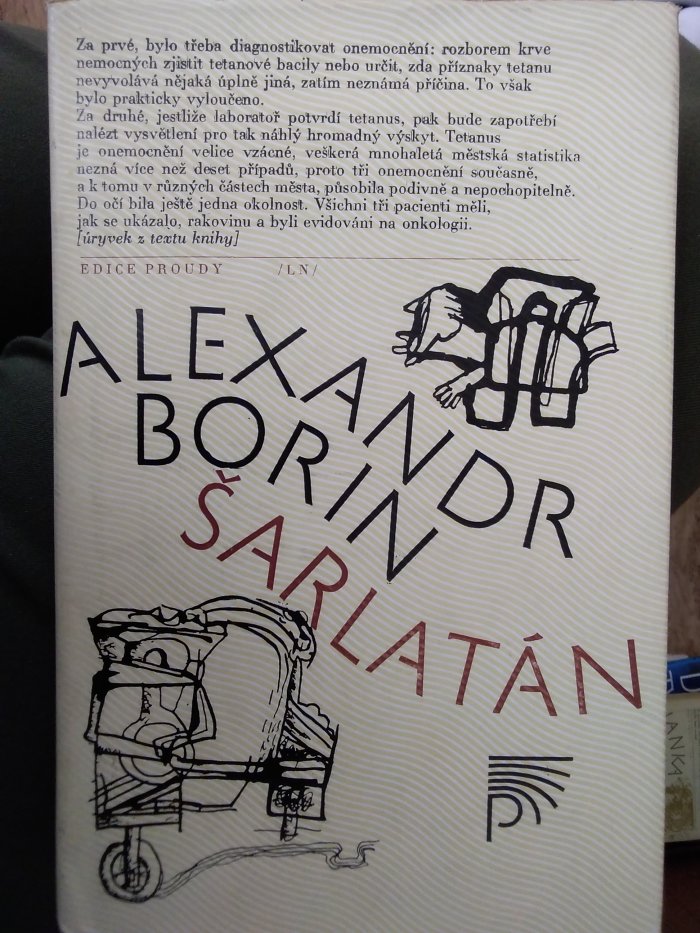 Za prvé, bylo třeba diagnostikovat onemocnění: rozborem krve
nemocných zjistit tetanové bacily nebo určit, zda příznaky tetanu
nevyvolává nějaká úplně jiná, zatím neznámá příčina. To však
bylo prakticky vyloučeno.
Za druhé, jestliže laboratoř potvrdí tetanus, pak bude zapotřebí
nalézt vysvětlení pro tak náhlý hromadný výskyt. Tetanus
je onemocnění velice vzácné, veškerá mnohaletá městská statistika
nezná více než deset případů, proto tři onemocnění současně,
a k tomu v různých částech města, působila podivně a nepochopitelně.
Do očí bila ještě jedna okolnost. Všichni tři pacienti měli,
jak se ukázalo, rakovinu a byli evidováni na onkologii.
[úryvek z textu knihy]
EDICE PROUDY /LN/
ALEXANDR
BORIN
ŠARLATÁN
P